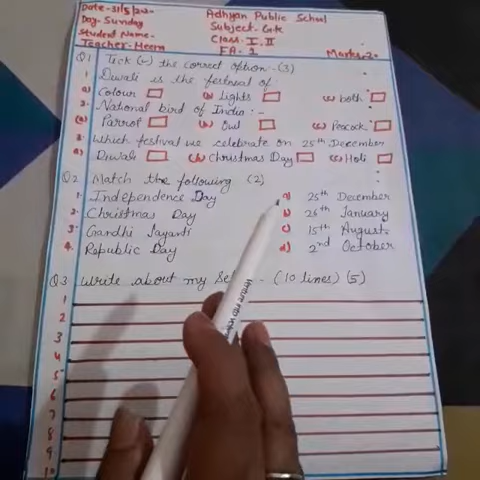 Date-31/5/22- Adhyan Public School
Day- Sunday Subject- G.K
Student Name- Class- I, II
Teacher- Meem FA- 1 Marks-20
Q1 Tick (✓) the correct option -(3)
1- Diwali is the festival of-
a) Colour (b) Lights (c) both
2- National bird of India :-
(a) Parrot (b) Owl (c) Peacock
3- Which festival we celebrate on 25th December
a) Diwali (b) Christmas Day (c) Holi
Q2 Match the following (2)
1- Independence Day a) 25th December
2- Christmas Day b) 26th January
3- Gandhi Jayanti c) 15th August
4. Republic Day d) 2nd October
Q3 Write about my Self - (10 lines) (5)
1
2
3
4
5
6
7
8
9
10